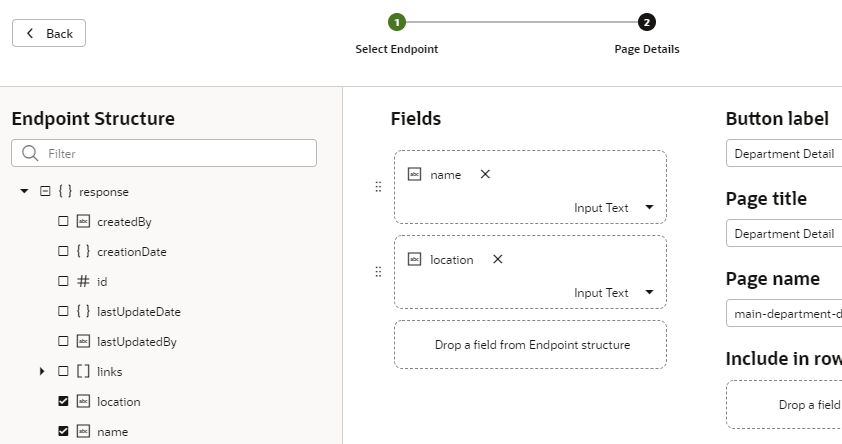 Back
1
2
Select Endpoint
Page Details
Endpoint Structure
Filter
{ } response
abc createdBy
{ } creationDate
# id
{ } lastUpdateDate
abc lastUpdatedBy
[ ] links
abc location
abc name
Fields
abc name
Input Text
abc location
Input Text
Drop a field from Endpoint structure
Button label
Department Detail
Page title
Department Detail
Page name
main-department-d
Include in row
Drop a field